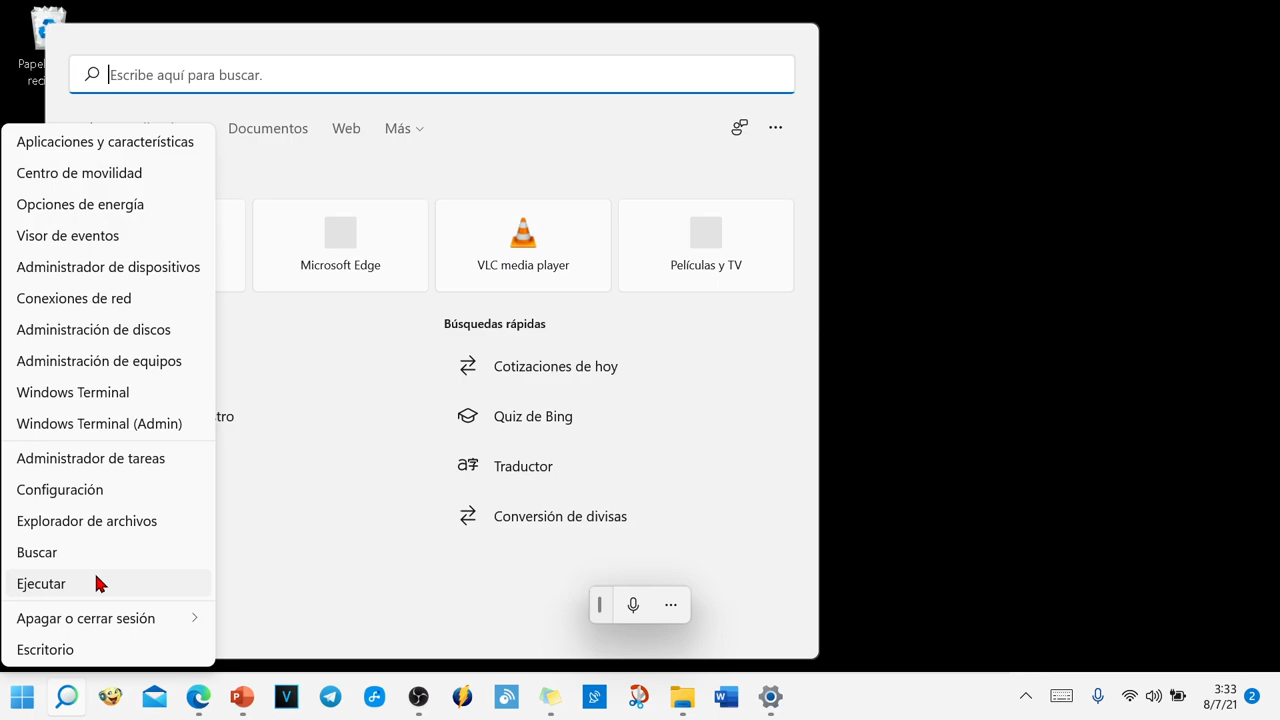 Papel
reci
Escribe aquí para buscar.
Documentos
Web
Más
Aplicaciones y características
Centro de movilidad
Opciones de energía
Visor de eventos
Administrador de dispositivos
Conexiones de red
Administración de discos
Administración de equipos
Windows Terminal
Windows Terminal (Admin)
Administrador de tareas
Configuración
Explorador de archivos
Buscar
Ejecutar
Apagar o cerrar sesión
Escritorio
Microsoft Edge
VLC media player
Películas y TV
tro
Búsquedas rápidas
Cotizaciones de hoy
Quiz de Bing
Traductor
Conversión de divisas
3:33
8/7/21
2